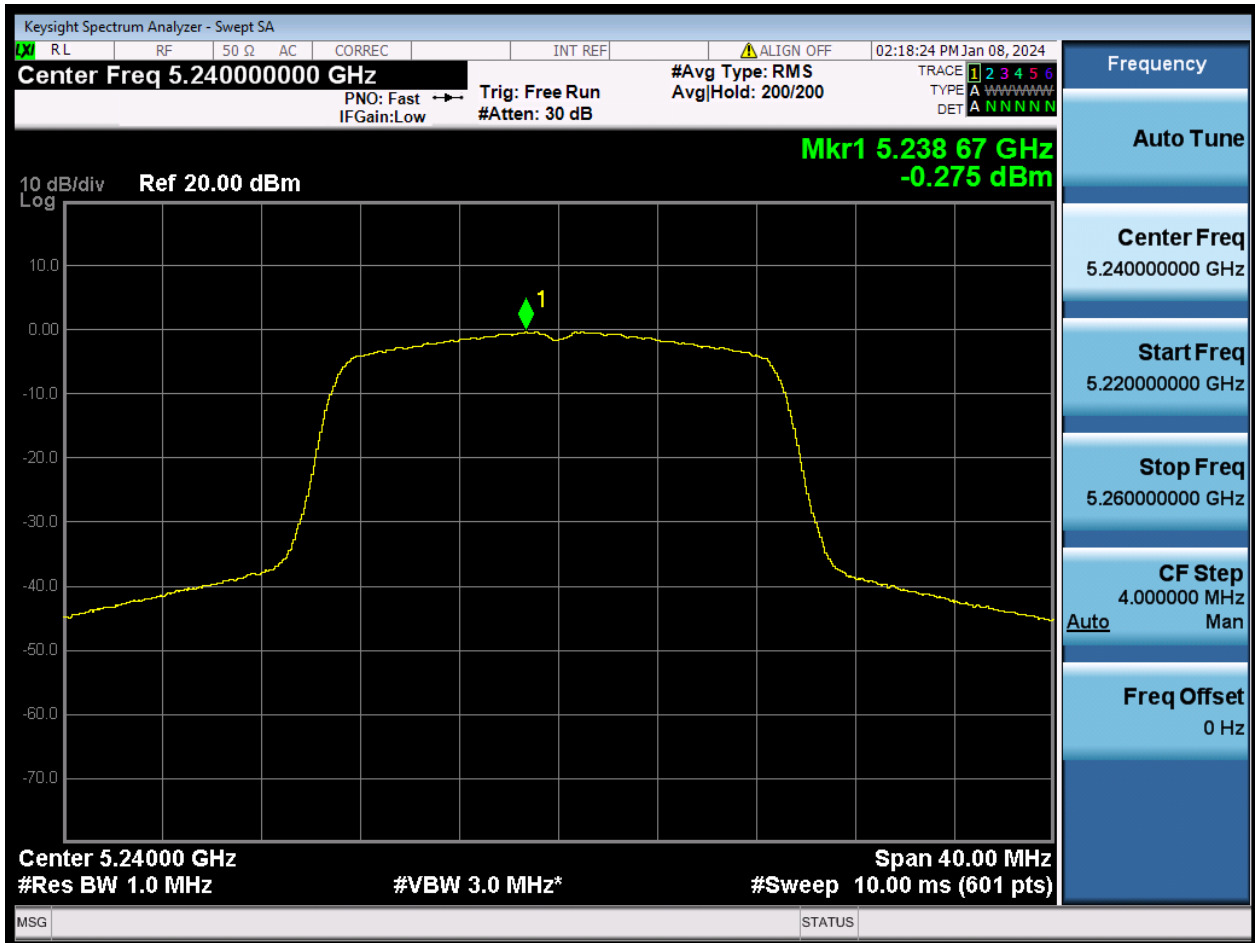 Keysight Spectrum Analyzer - Swept SA
LXI RL RF 50 Ω AC CORREC INT REF ALIGN OFF 02:18:24 PM Jan 08, 2024
Center Freq 5.240000000 GHz
PNO: Fast
IFGain:Low
Trig: Free Run
#Atten: 30 dB
#Avg Type: RMS
Avg|Hold: 200/200
TRACE 1 2 3 4 5 6
TYPE A WWWWW
DET A N N N N N
Mkr1 5.238 67 GHz
-0.275 dBm
10 dB/div Ref 20.00 dBm
Log
1
10.0
0.00
-10.0
-20.0
-30.0
-40.0
-50.0
-60.0
-70.0
Center 5.24000 GHz Span 40.00 MHz
#Res BW 1.0 MHz #VBW 3.0 MHz* #Sweep 10.00 ms (601 pts)
MSG STATUS
Frequency
Auto Tune
Center Freq
5.240000000 GHz
Start Freq
5.220000000 GHz
Stop Freq
5.260000000 GHz
CF Step
4.000000 MHz
Auto Man
Freq Offset
0 Hz